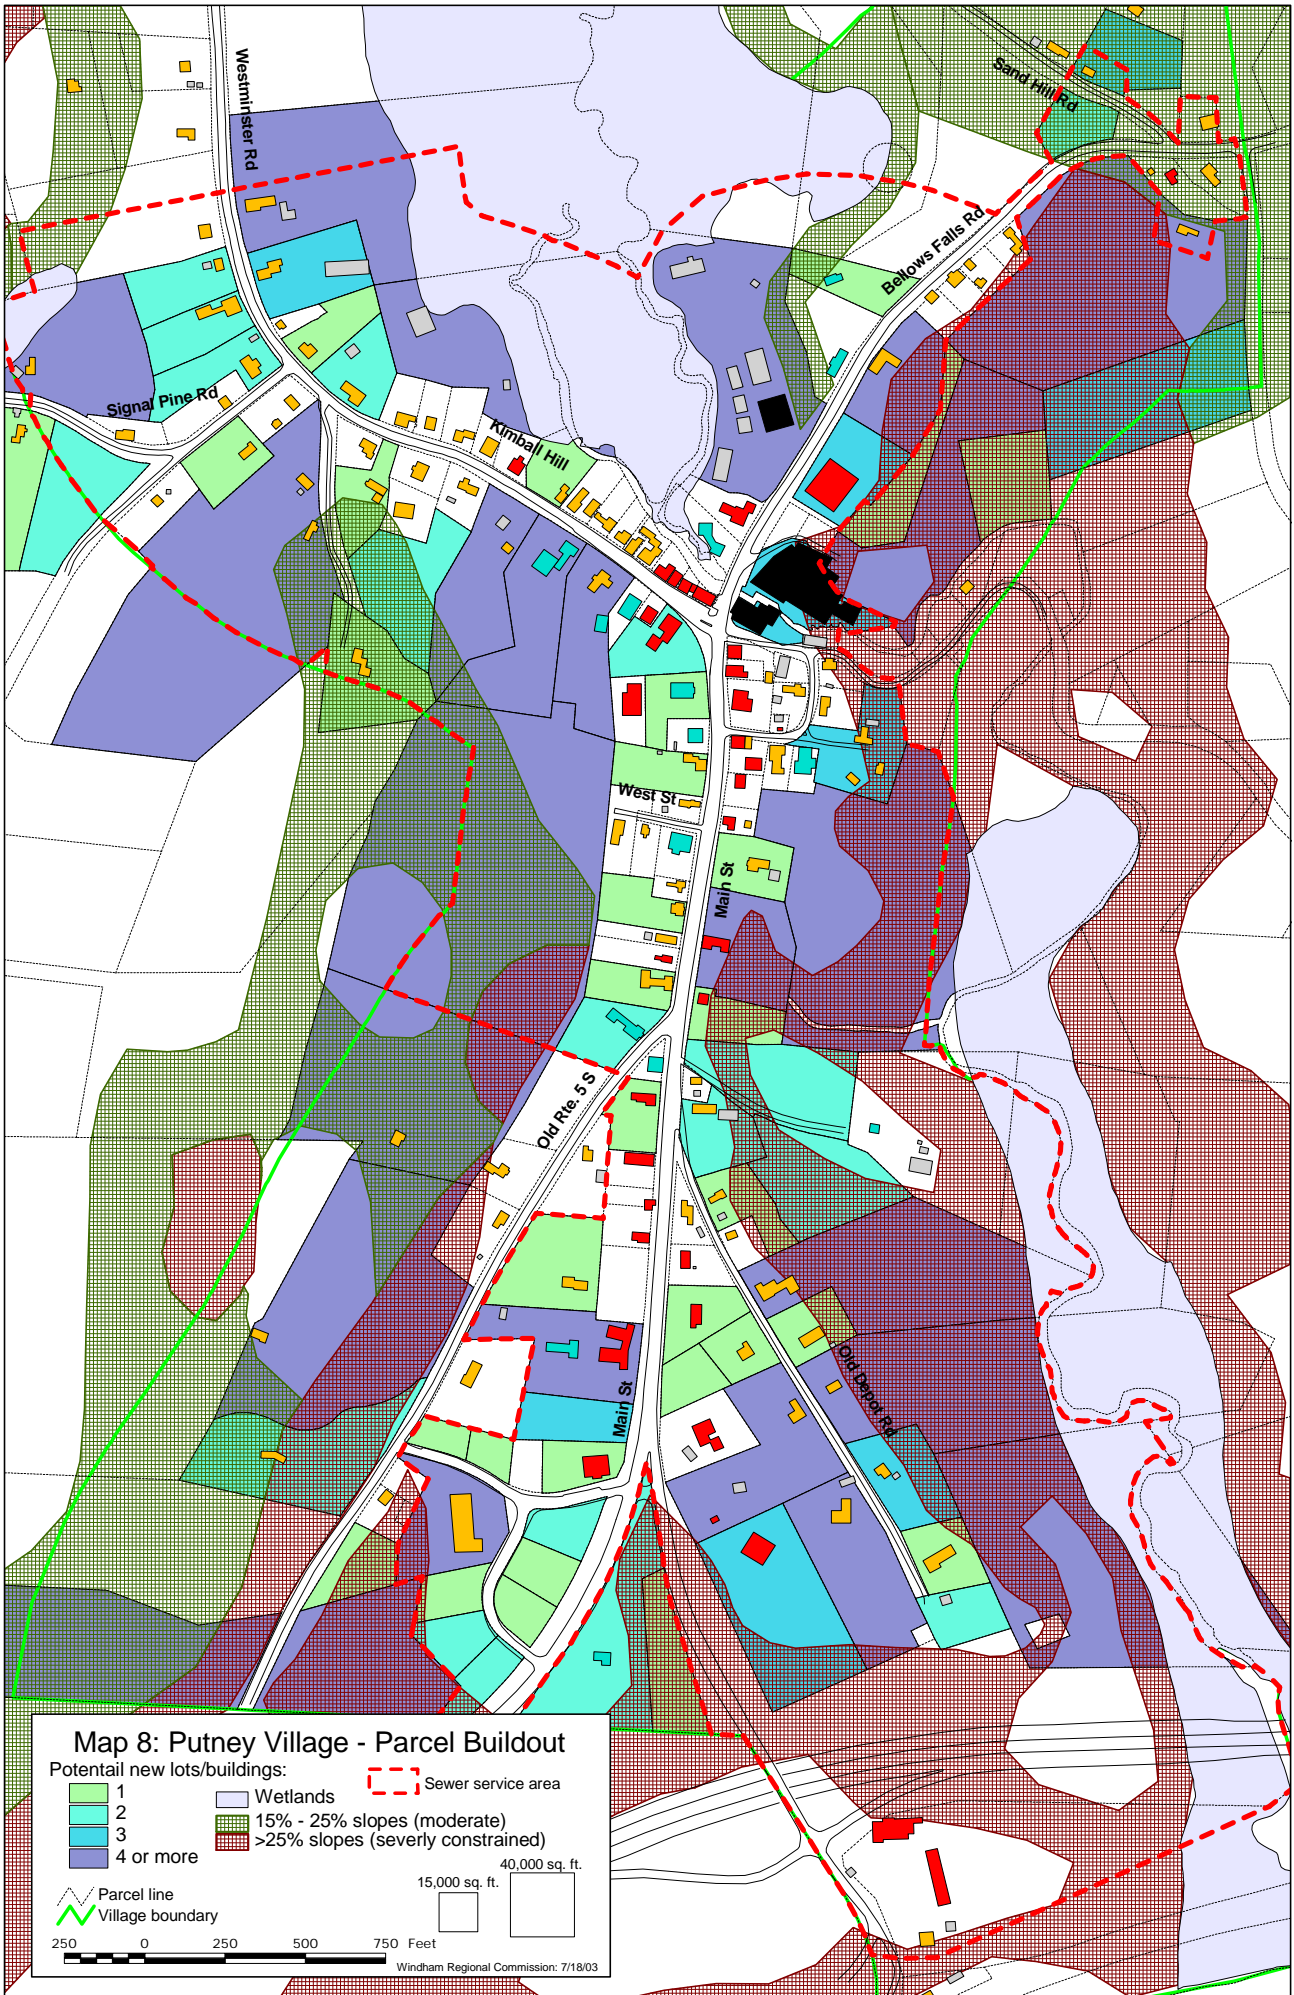 Westminster Rd
Sand Hill Rd
Bellows Falls Rd
Signal Pine Rd
Kimball Hill
West St
Main St
Old Rte. 5 S
Old Depot Rd
Main St
Map 8: Putney Village - Parcel Buildout
Potentail new lots/buildings:
1
2
3
4 or more
Wetlands
15% - 25% slopes (moderate)
>25% slopes (severly constrained)
Sewer service area
Parcel line
Village boundary
15,000 sq. ft.
40,000 sq. ft.
250 0 250 500 750 Feet
Windham Regional Commission: 7/18/03